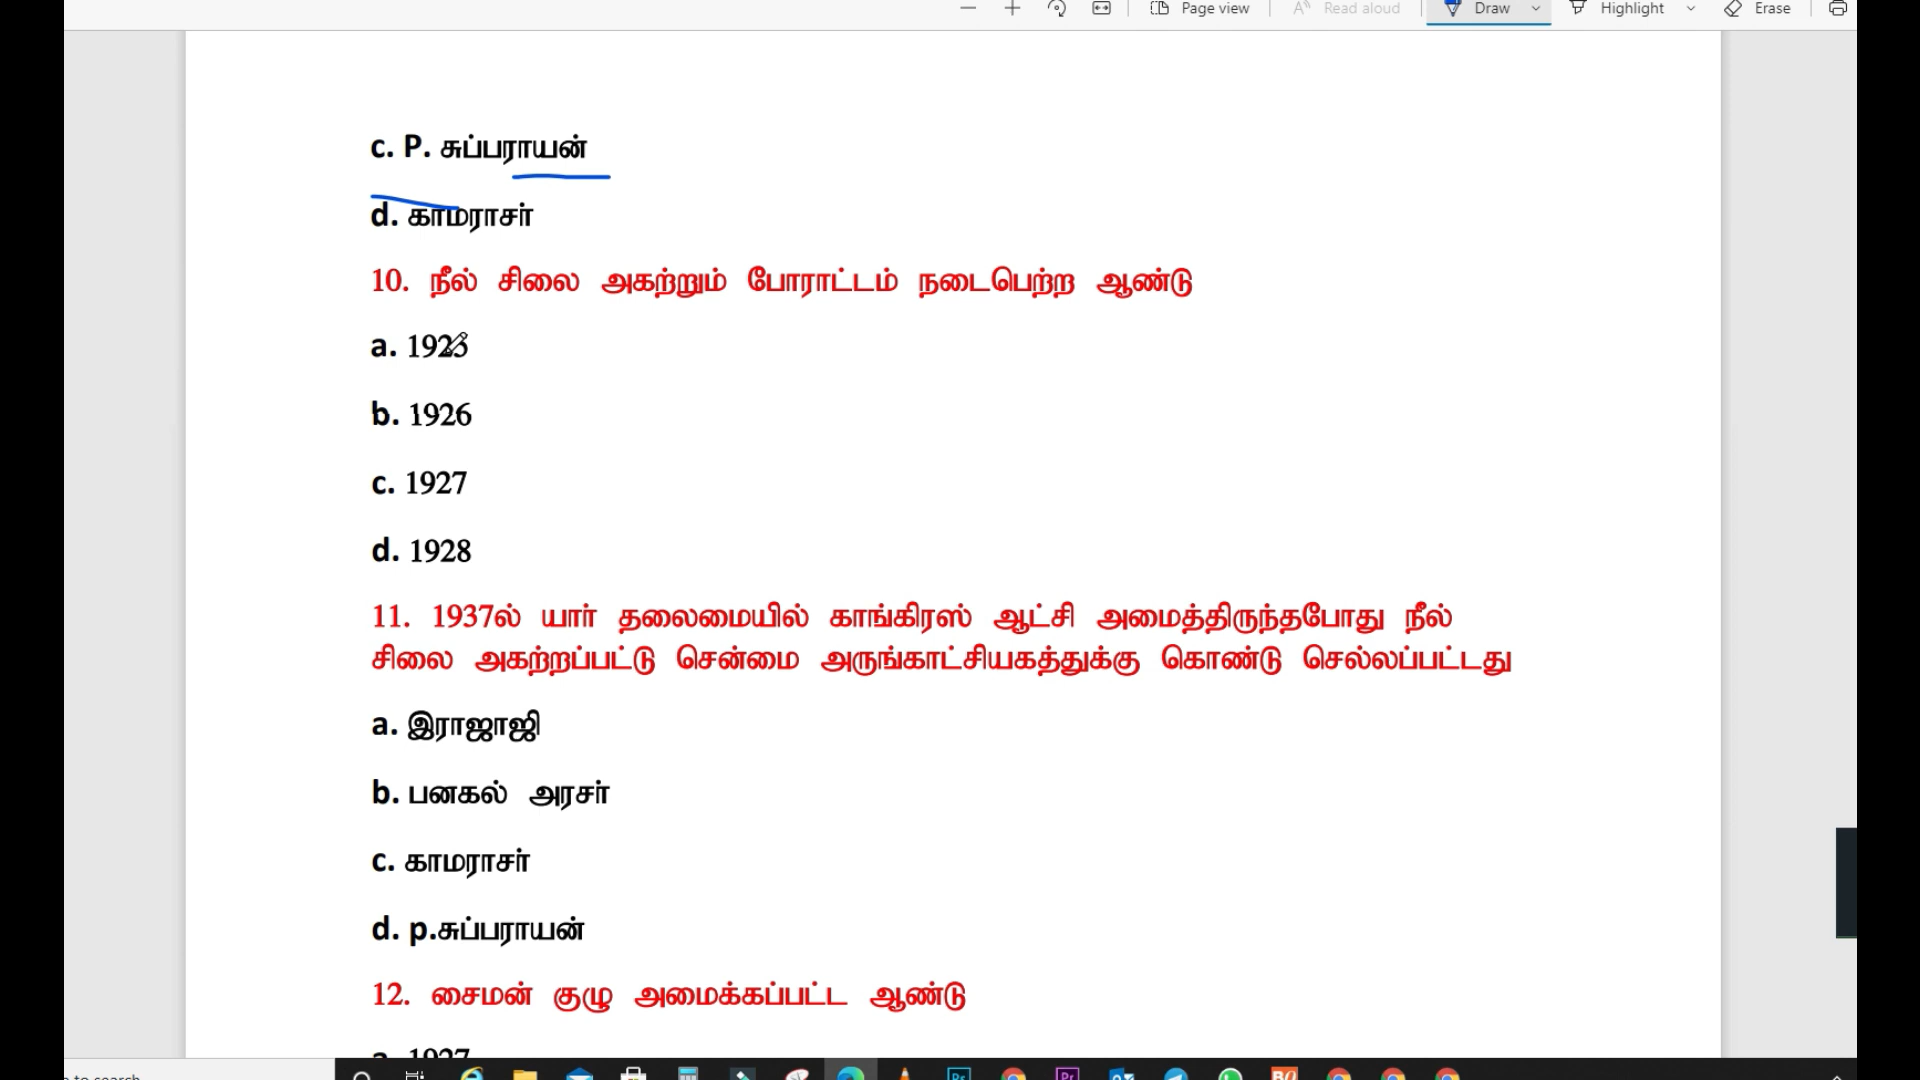 Page view
Read aloud
Draw
Highlight
Erase
c. P. சுப்பராயன்
d. காமராசர்
10. நீல் சிலை அகற்றும் போராட்டம் நடைபெற்ற ஆண்டு
a. 1925
b. 1926
c. 1927
d. 1928
11. 1937ல் யார் தலைமையில் காங்கிரஸ் ஆட்சி அமைத்திருந்தபோது நீல்
சிலை அகற்றப்பட்டு சென்மை அருங்காட்சியகத்துக்கு கொண்டு செல்லப்பட்டது
a. இராஜாஜி
b. பனகல் அரசர்
c. காமராசர்
d. p.சுப்பராயன்
12. சைமன் குழு அமைக்கப்பட்ட ஆண்டு
a. 1927